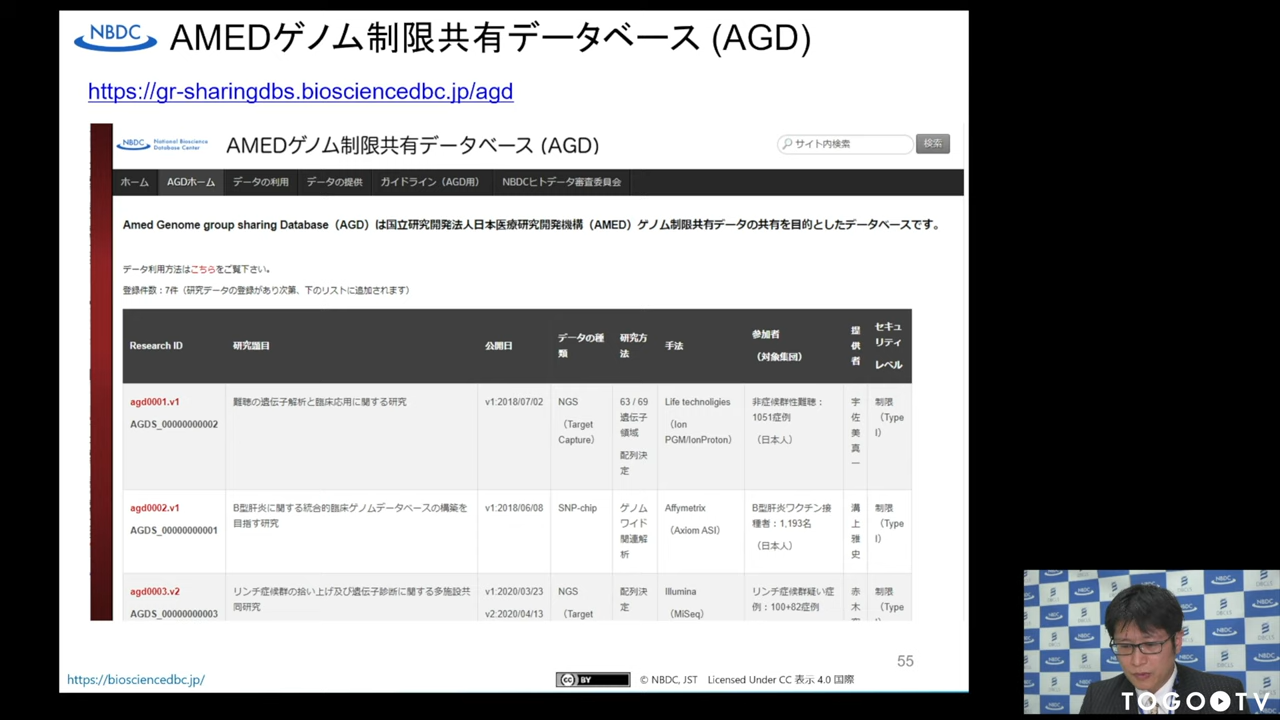 NBDC AMEDゲノム制限共有データベース (AGD)
https://gr-sharingdbs.biosciencedbc.jp/agd
NBDC National Bioscience Database Center AMEDゲノム制限共有データベース (AGD) サイト内検索 検索
ホーム AGDホーム データの利用 データの提供 ガイドライン（AGD用） NBDCヒトデータ審査委員会
Amed Genome group sharing Database（AGD）は国立研究開発法人日本医療研究開発機構（AMED）ゲノム制限共有データの共有を目的としたデータベースです。
データ利用方法はこちらをご覧下さい。
登録件数：7件（研究データの登録があり次第、下のリストに追加されます）
Research ID
研究題目
公開日
データの種
類
研究方
法
手法
参加者
（対象集団）
提
供
者
セキュ
リティ
レベル
agd0001.v1
AGDS_0000000002
難聴の遺伝子解析と臨床応用に関する研究
v1:2018/07/02
NGS
（Target
Capture）
63 / 69
遺伝子
領域
配列決
定
Life technoligies
（Ion
PGM/IonProton）
非症候群性難聴：
1051症例
（日本人）
宇
佐
美
真
一
制限
（Type
I）
agd0002.v1
AGDS_0000000001
B型肝炎に関する統合的臨床ゲノムデータベースの構築を
目指す研究
v1:2018/06/08
SNP-chip
ゲノム
ワイド
関連解
析
Affymetrix
（Axiom ASI）
B型肝炎ワクチン接
種者：1,193名
（日本人）
溝
上
雅
史
制限
（Type
I）
agd0003.v2
AGDS_0000000003
リンチ症候群の拾い上げ及び遺伝子診断に関する多施設共
同研究
v1:2020/03/23
v2:2020/04/13
NGS
（Target
配列決
定
Illumina
（MiSeq）
リンチ症候群疑い症
例：100+82症例
赤
木
制限
（Type
55
https://biosciencedbc.jp/ cc BY © NBDC, JST Licensed Under CC 表示 4.0 国際
TOGO TV